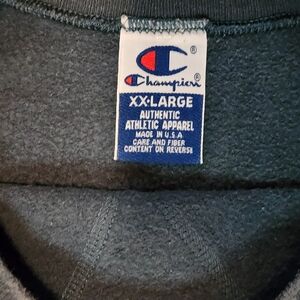 ®
Champion®
XX-LARGE
AUTHENTIC
ATHLETIC APPAREL
MADE IN U.S.A
CARE AND FIBER
CONTENT ON REVERSE